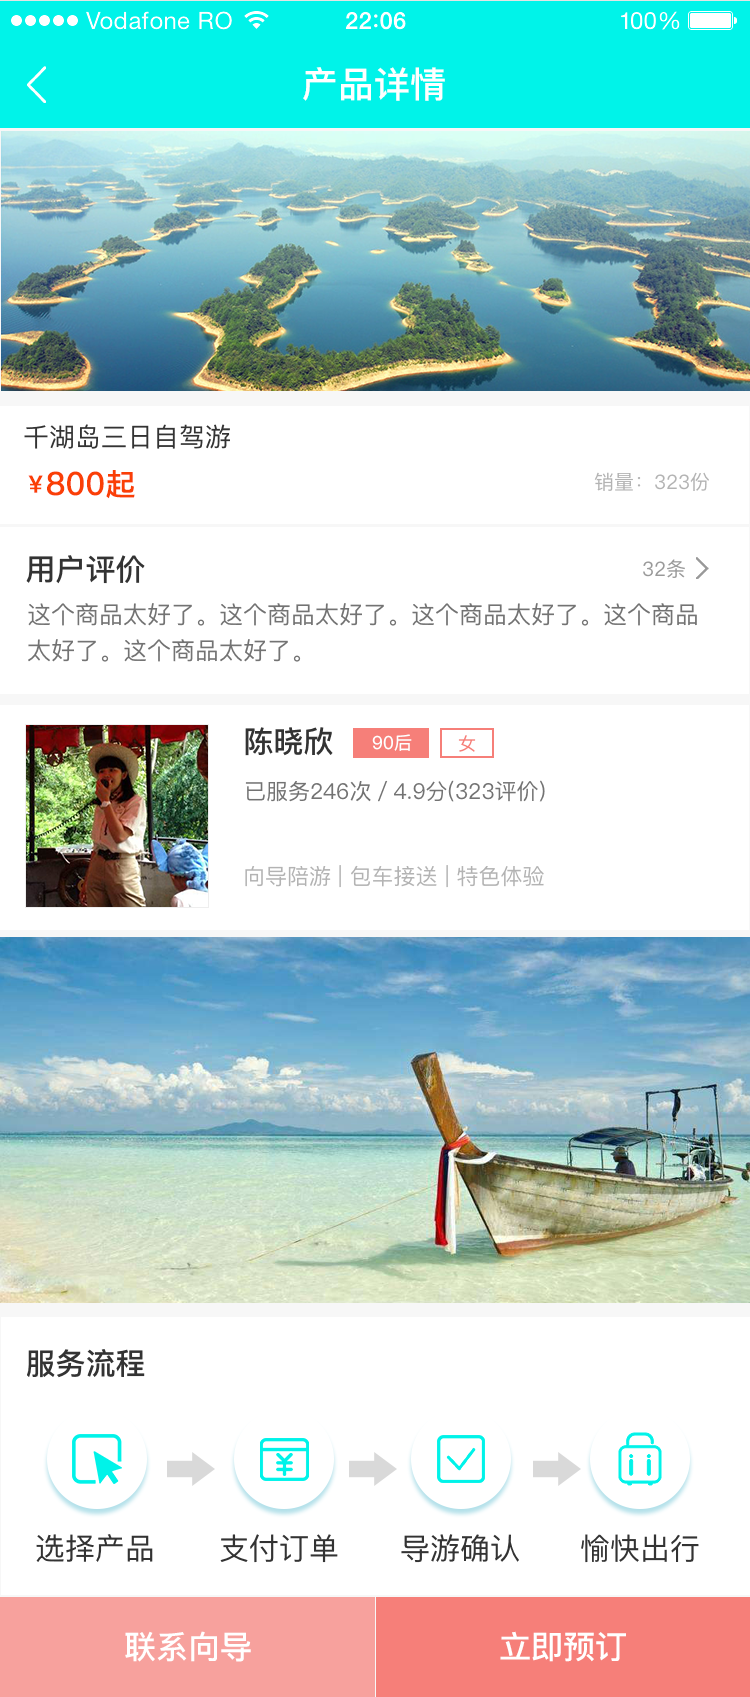 Vodafone RO 22:06 100%
产品详情
千湖岛三日自驾游
¥800起 销量：323份
用户评价 32条
这个商品太好了。这个商品太好了。这个商品太好了。这个商品
太好了。这个商品太好了。
陈晓欣 90后 女
已服务246次 / 4.9分(323评价)
向导陪游 | 包车接送 | 特色体验
服务流程
选择产品 支付订单 导游确认 愉快出行
联系向导 立即预订